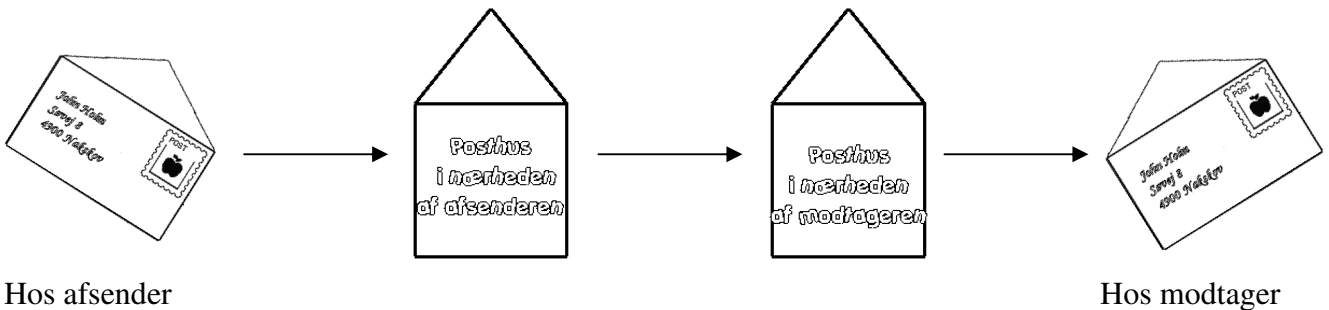 John Holm
Søvej 8
4900 Nakskov
POST
Posthus
i nærheden
af afsenderen
Posthus
i nærheden
af modtageren
John Holm
Søvej 8
4900 Nakskov
POST
Hos afsender
Hos modtager